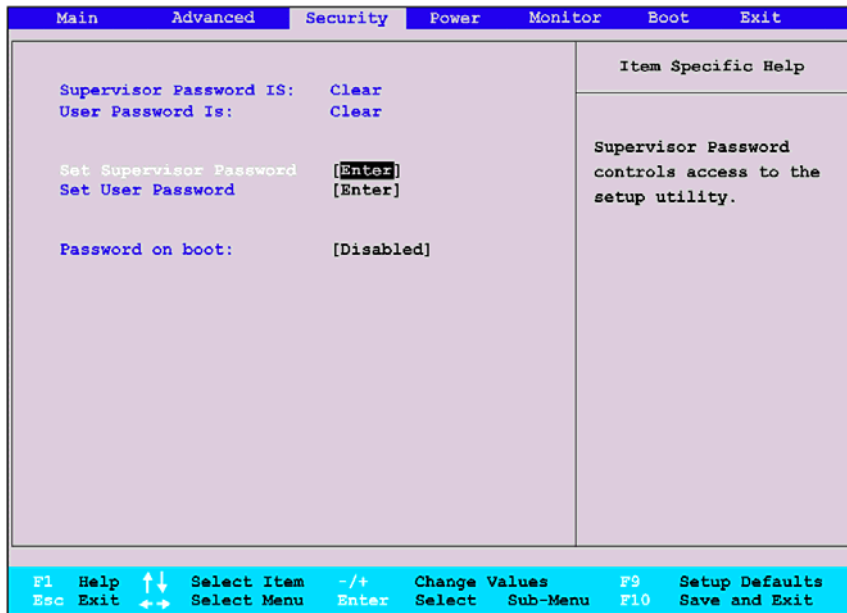 Main Advanced Security Power Monitor Boot Exit
Item Specific Help
Supervisor Password IS: Clear
User Password Is: Clear
Set Supervisor Password [Enter]
Set User Password [Enter]
Password on boot: [Disabled]
Supervisor Password
controls access to the
setup utility.
F1 Help ↑↓ Select Item -/+ Change Values F9 Setup Defaults
Esc Exit ←→ Select Menu Enter Select Sub-Menu F10 Save and Exit